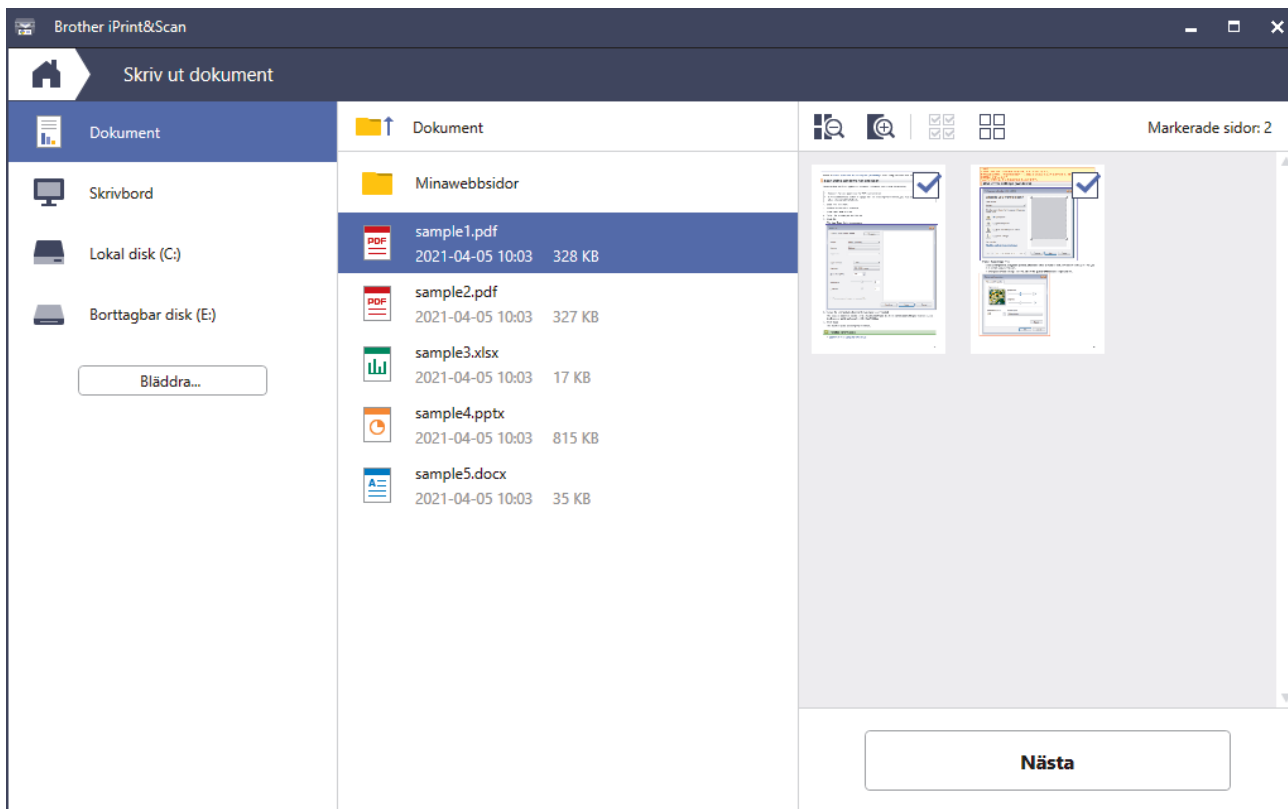 Brother iPrint&Scan
Skriv ut dokument
Dokument
Skrivbord
Lokal disk (C:)
Borttagbar disk (E:)
Bläddra...
Dokument
Minawebbsidor
PDF
sample1.pdf
2021-04-05 10:03 328 KB
PDF
sample2.pdf
2021-04-05 10:03 327 KB
sample3.xlsx
2021-04-05 10:03 17 KB
sample4.pptx
2021-04-05 10:03 815 KB
A
sample5.docx
2021-04-05 10:03 35 KB
Markerade sidor: 2
Nästa